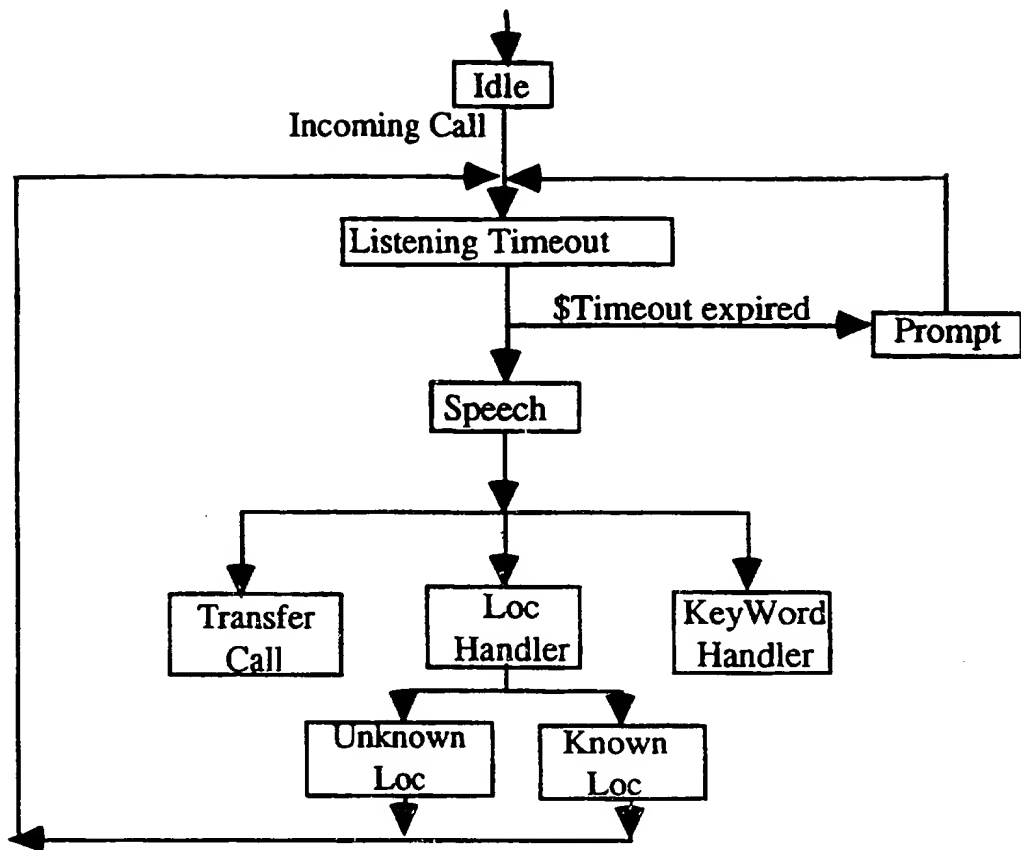 Idle
Incoming Call
Listening Timeout
$Timeout expired
Prompt
Speech
Transfer
Call
Loc
Handler
KeyWord
Handler
Unknown
Loc
Known
Loc